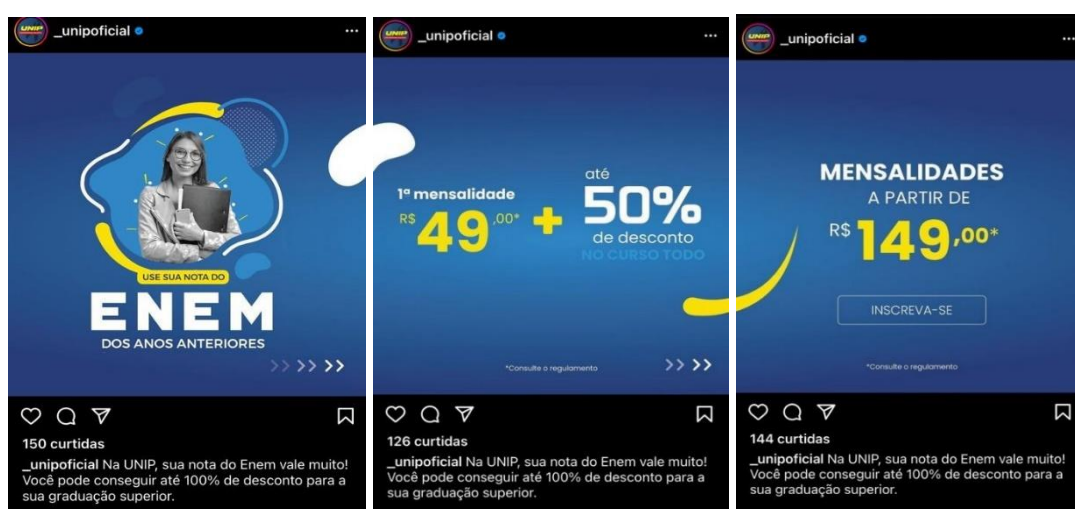 UNIP
_unipoficial
USE SUA NOTA DO
ENEM
DOS ANOS ANTERIORES
150 curtidas
_unipoficial Na UNIP, sua nota do Enem vale muito!
Você pode conseguir até 100% de desconto para a
sua graduação superior.
UNIP
_unipoficial
1ª mensalidade
R$ 49,00*
+
até
50%
de desconto
NO CURSO TODO
*Consulte o regulamento
126 curtidas
_unipoficial Na UNIP, sua nota do Enem vale muito!
Você pode conseguir até 100% de desconto para a
sua graduação superior.
UNIP
_unipoficial
MENSALIDADES
A PARTIR DE
R$ 149,00*
INSCREVA-SE
*Consulte o regulamento
144 curtidas
_unipoficial Na UNIP, sua nota do Enem vale muito!
Você pode conseguir até 100% de desconto para a
sua graduação superior.